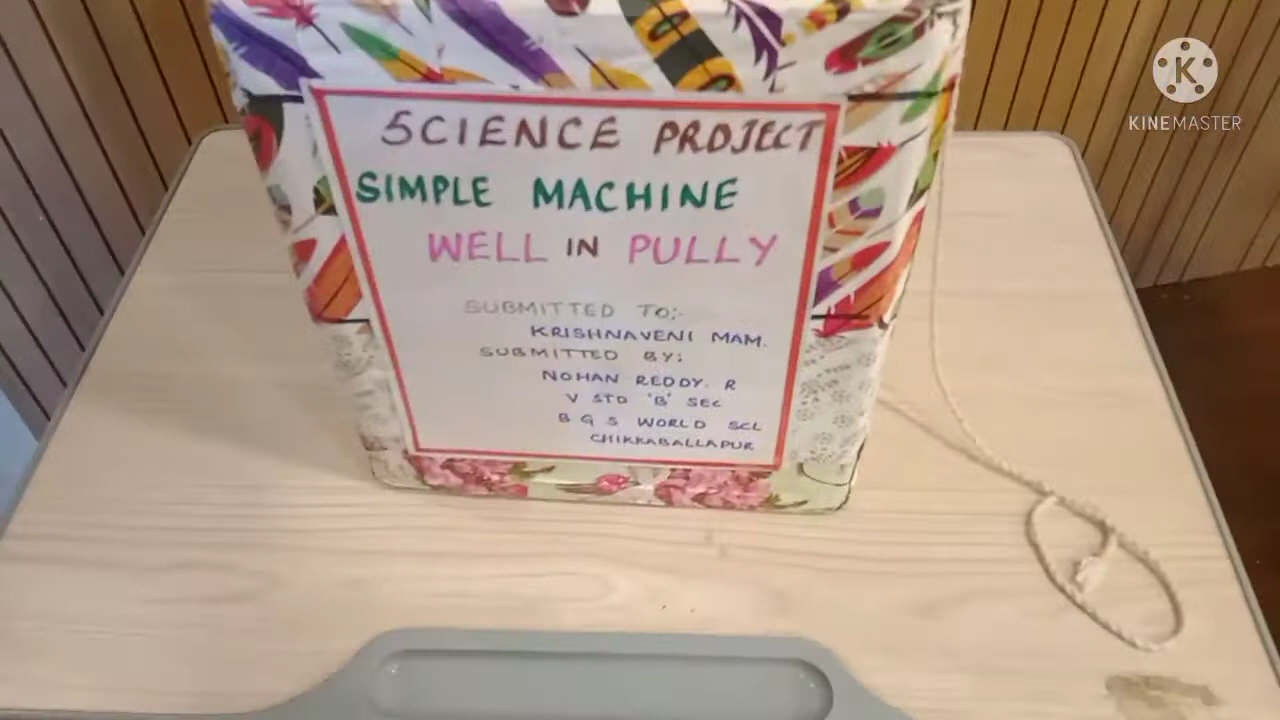 SCIENCE PROJECT
SIMPLE MACHINE
WELL IN PULLY
SUBMITTED TO:-
KRISHNAVENI MAM.
SUBMITTED BY:
NOHAN REDDY. R
V STD 'B' SEC
B G S WORLD SCL
CHIKKABALLAPUR
K
KINEMASTER